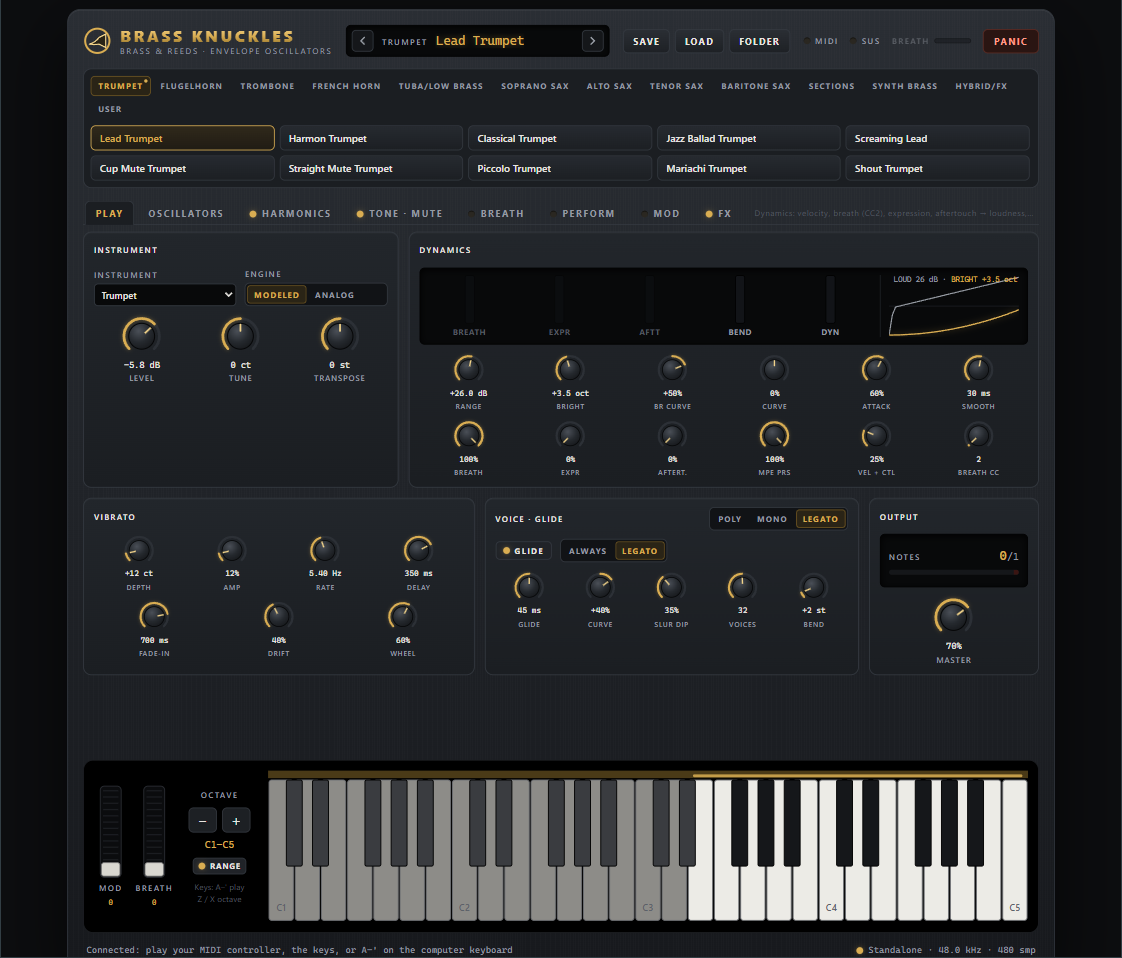 BRASS KNUCKLES
BRASS & REEDS · ENVELOPE OSCILLATORS
TRUMPET Lead Trumpet
SAVE LOAD FOLDER MIDI SUS BREATH PANIC
TRUMPET FLUGELHORN TROMBONE FRENCH HORN TUBA/LOW BRASS SOPRANO SAX ALTO SAX TENOR SAX BARITONE SAX SECTIONS SYNTH BRASS HYBRID/FX
USER
Lead Trumpet Harmon Trumpet Classical Trumpet Jazz Ballad Trumpet Screaming Lead
Cup Mute Trumpet Straight Mute Trumpet Piccolo Trumpet Mariachi Trumpet Shout Trumpet
PLAY OSCILLATORS HARMONICS TONE · MUTE BREATH PERFORM MOD FX Dynamics: velocity, breath (CC2), expression, aftertouch — loudness,...
INSTRUMENT
INSTRUMENT ENGINE
Trumpet MODELED ANALOG
−5.8 dB 0 ct 0 st
LEVEL TUNE TRANSPOSE
DYNAMICS
LOUD 26 dB · BRIGHT +3.5 oct
BREATH EXPR AFTT BEND DYN
+26.0 dB +3.5 oct +50% 0% 60% 30 ms
RANGE BRIGHT BR CURVE CURVE ATTACK SMOOTH
100% 0% 0% 100% 25% 2
BREATH EXPR AFTERT. MPE PRS VEL + CTL BREATH CC
VIBRATO
+12 ct 12% 5.40 Hz 350 ms
DEPTH AMP RATE DELAY
700 ms 40% 60%
FADE-IN DRIFT WHEEL
VOICE · GLIDE POLY MONO LEGATO
GLIDE ALWAYS LEGATO
45 ms +40% 35% 32 +2 st
GLIDE CURVE SLUR DIP VOICES BEND
OUTPUT
NOTES 0/1
70%
MASTER
OCTAVE
− +
C1–C5
RANGE
Keys: A–' play
Z / X octave
MOD BREATH
0 0
C1 C2 C3 C4 C5
Connected: play your MIDI controller, the keys, or A–' on the computer keyboard Standalone · 48.0 kHz · 480 smp